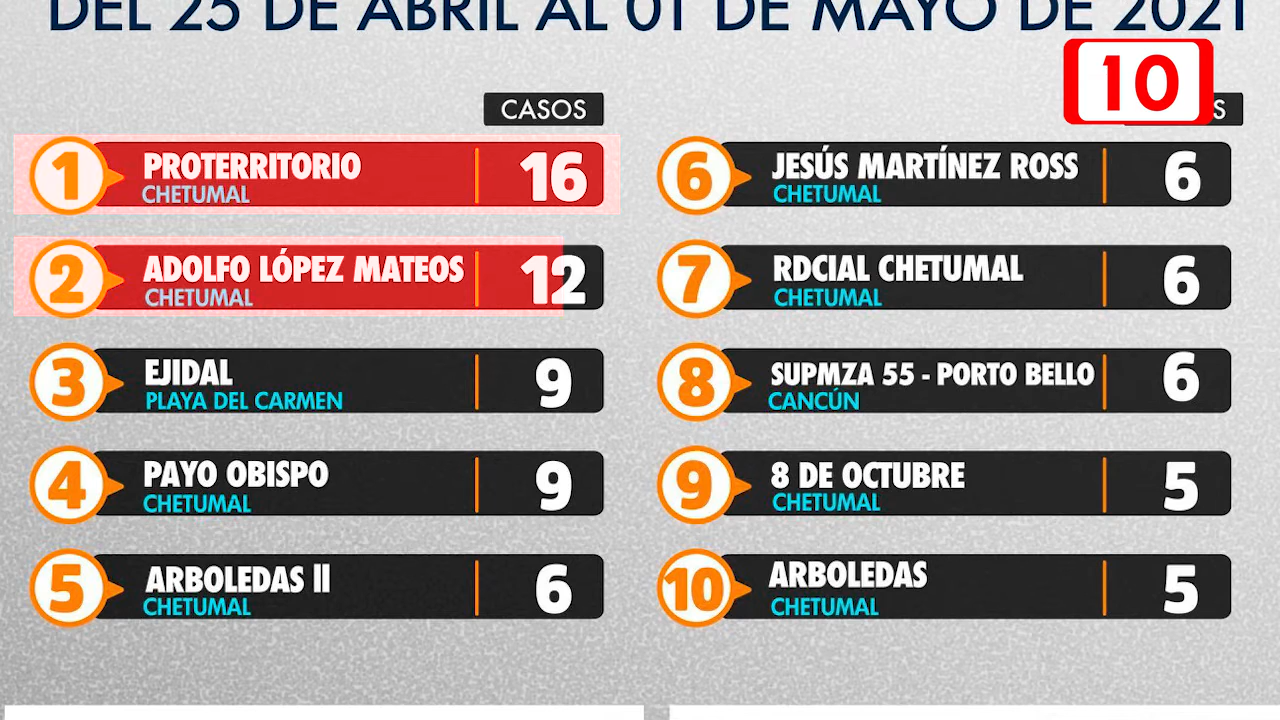 DEL 25 DE ABRIL AL 01 DE MAYO DE 2021
10
CASOS
1 PROTERRITORIO 16
CHETUMAL
2 ADOLFO LÓPEZ MATEOS 12
CHETUMAL
3 EJIDAL 9
PLAYA DEL CARMEN
4 PAYO OBISPO 9
CHETUMAL
5 ARBOLEDAS II 6
CHETUMAL
S
6 JESÚS MARTÍNEZ ROSS 6
CHETUMAL
7 RDCIAL CHETUMAL 6
CHETUMAL
8 SUPMZA 55 - PORTO BELLO 6
CANCÚN
9 8 DE OCTUBRE 5
CHETUMAL
10 ARBOLEDAS 5
CHETUMAL